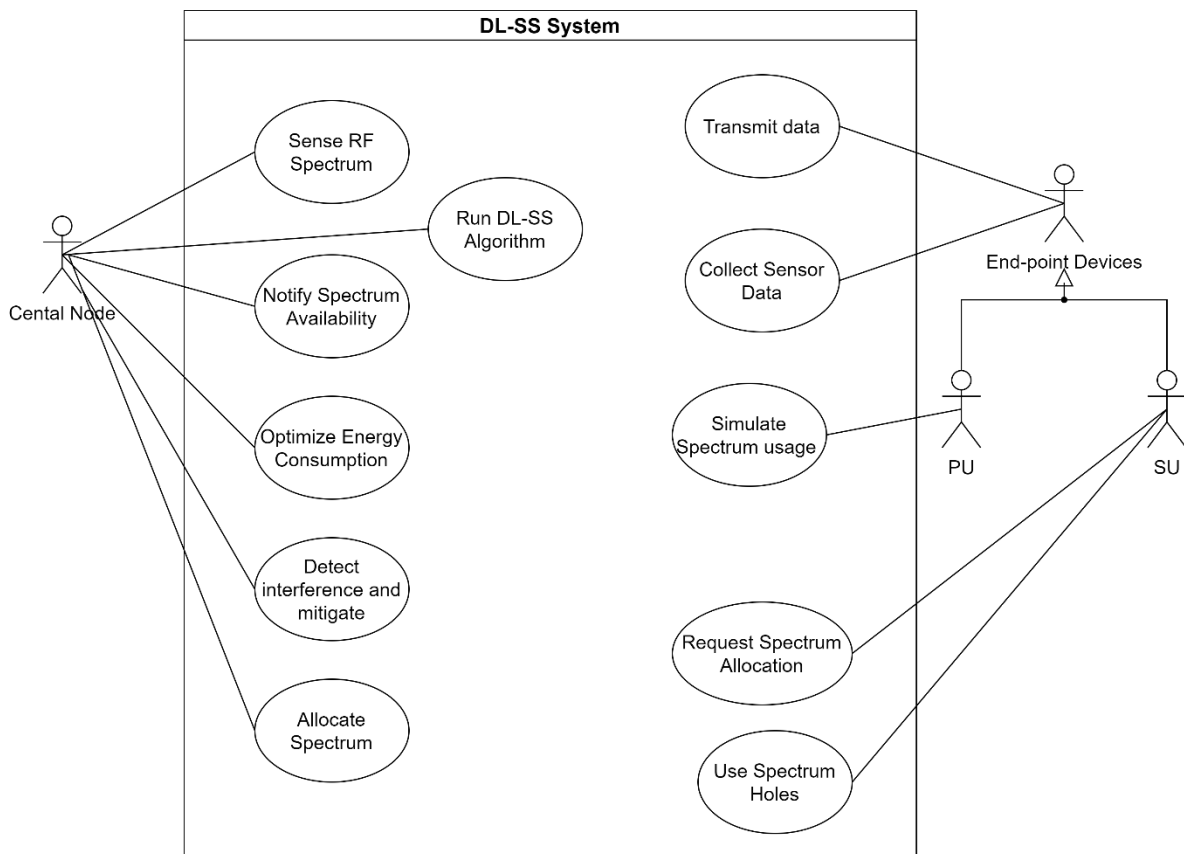 DL-SS System
Sense RF
Spectrum
Run DL-SS
Algorithm
Cental Node
Notify Spectrum
Availability
Optimize Energy
Consumption
Detect
interference and
mitigate
Allocate
Spectrum
Transmit data
Collect Sensor
Data
End-point Devices
Simulate
Spectrum usage
PU
SU
Request Spectrum
Allocation
Use Spectrum
Holes